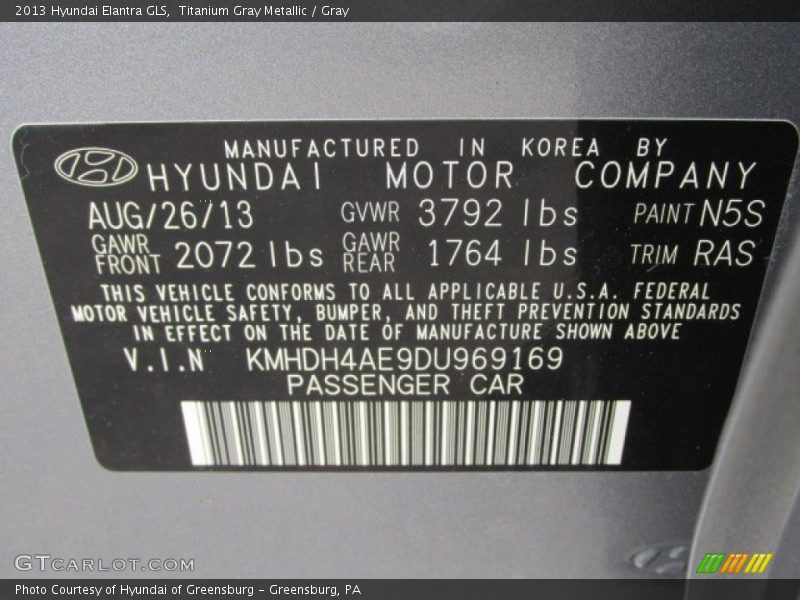 2013 Hyundai Elantra GLS,  Titanium Gray Metallic / Gray
MANUFACTURED IN KOREA BY
HYUNDAI MOTOR COMPANY
AUG/26/13 GVWR 3792 lbs PAINT N5S
GAWR FRONT 2072 lbs GAWR REAR 1764 lbs TRIM RAS
THIS VEHICLE CONFORMS TO ALL APPLICABLE U.S.A. FEDERAL
MOTOR VEHICLE SAFETY, BUMPER, AND THEFT PREVENTION STANDARDS
IN EFFECT ON THE DATE OF MANUFACTURE SHOWN ABOVE
V.I.N KMHDH4AE9DU969169
PASSENGER CAR
GTCARLOT.COM
Photo Courtesy of Hyundai of Greensburg - Greensburg, PA